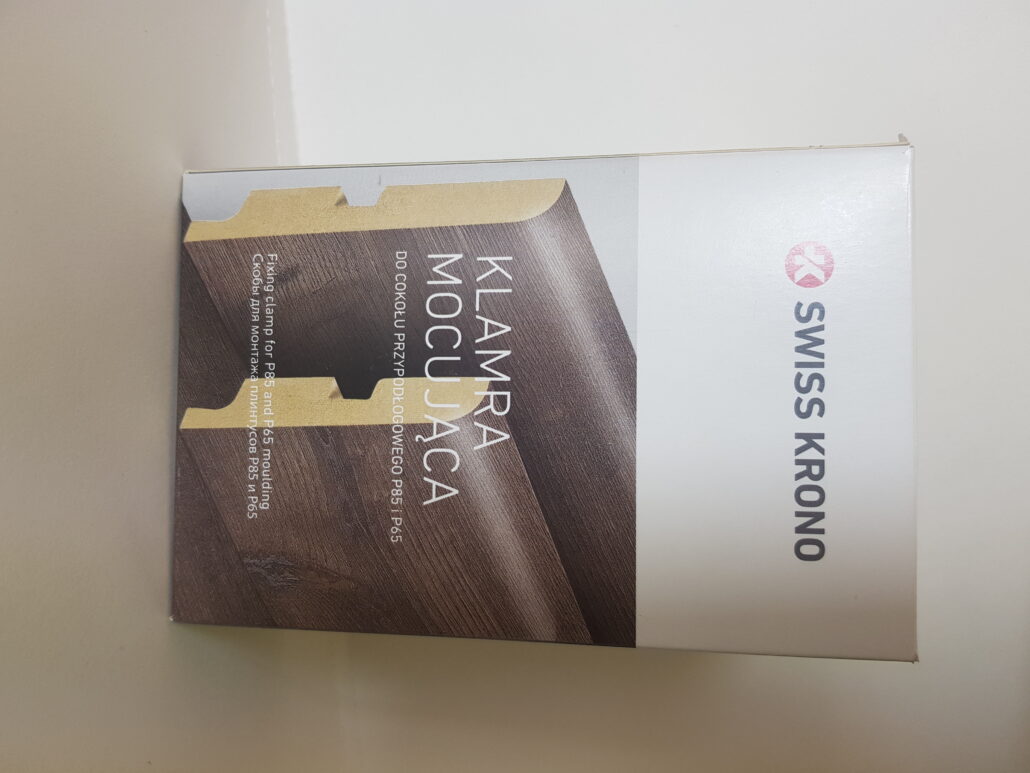 SWISS KRONO
KLAMRA
MOCUJĄCA
DO COKOŁU PRZYPODŁOGOWEGO P85 i P65
Fixing clamp for P85 and P65 moulding
Скобы для монтажа плинтусов P85 и P65